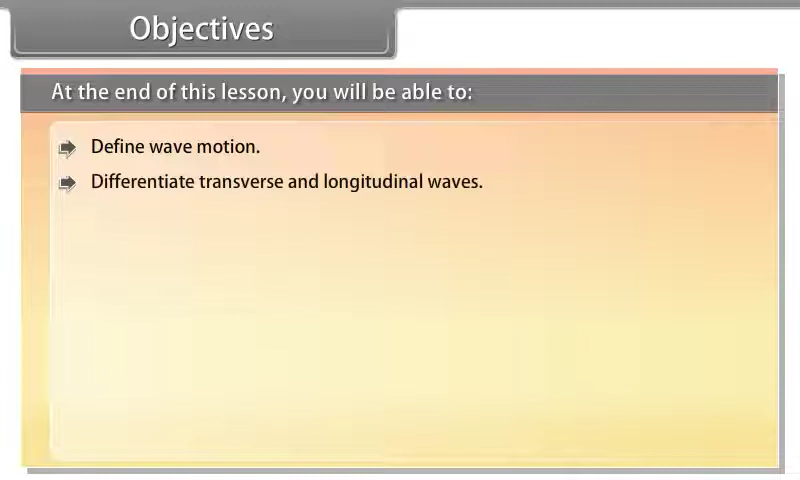 Objectives
At the end of this lesson, you will be able to:
Define wave motion.
Differentiate transverse and longitudinal waves.